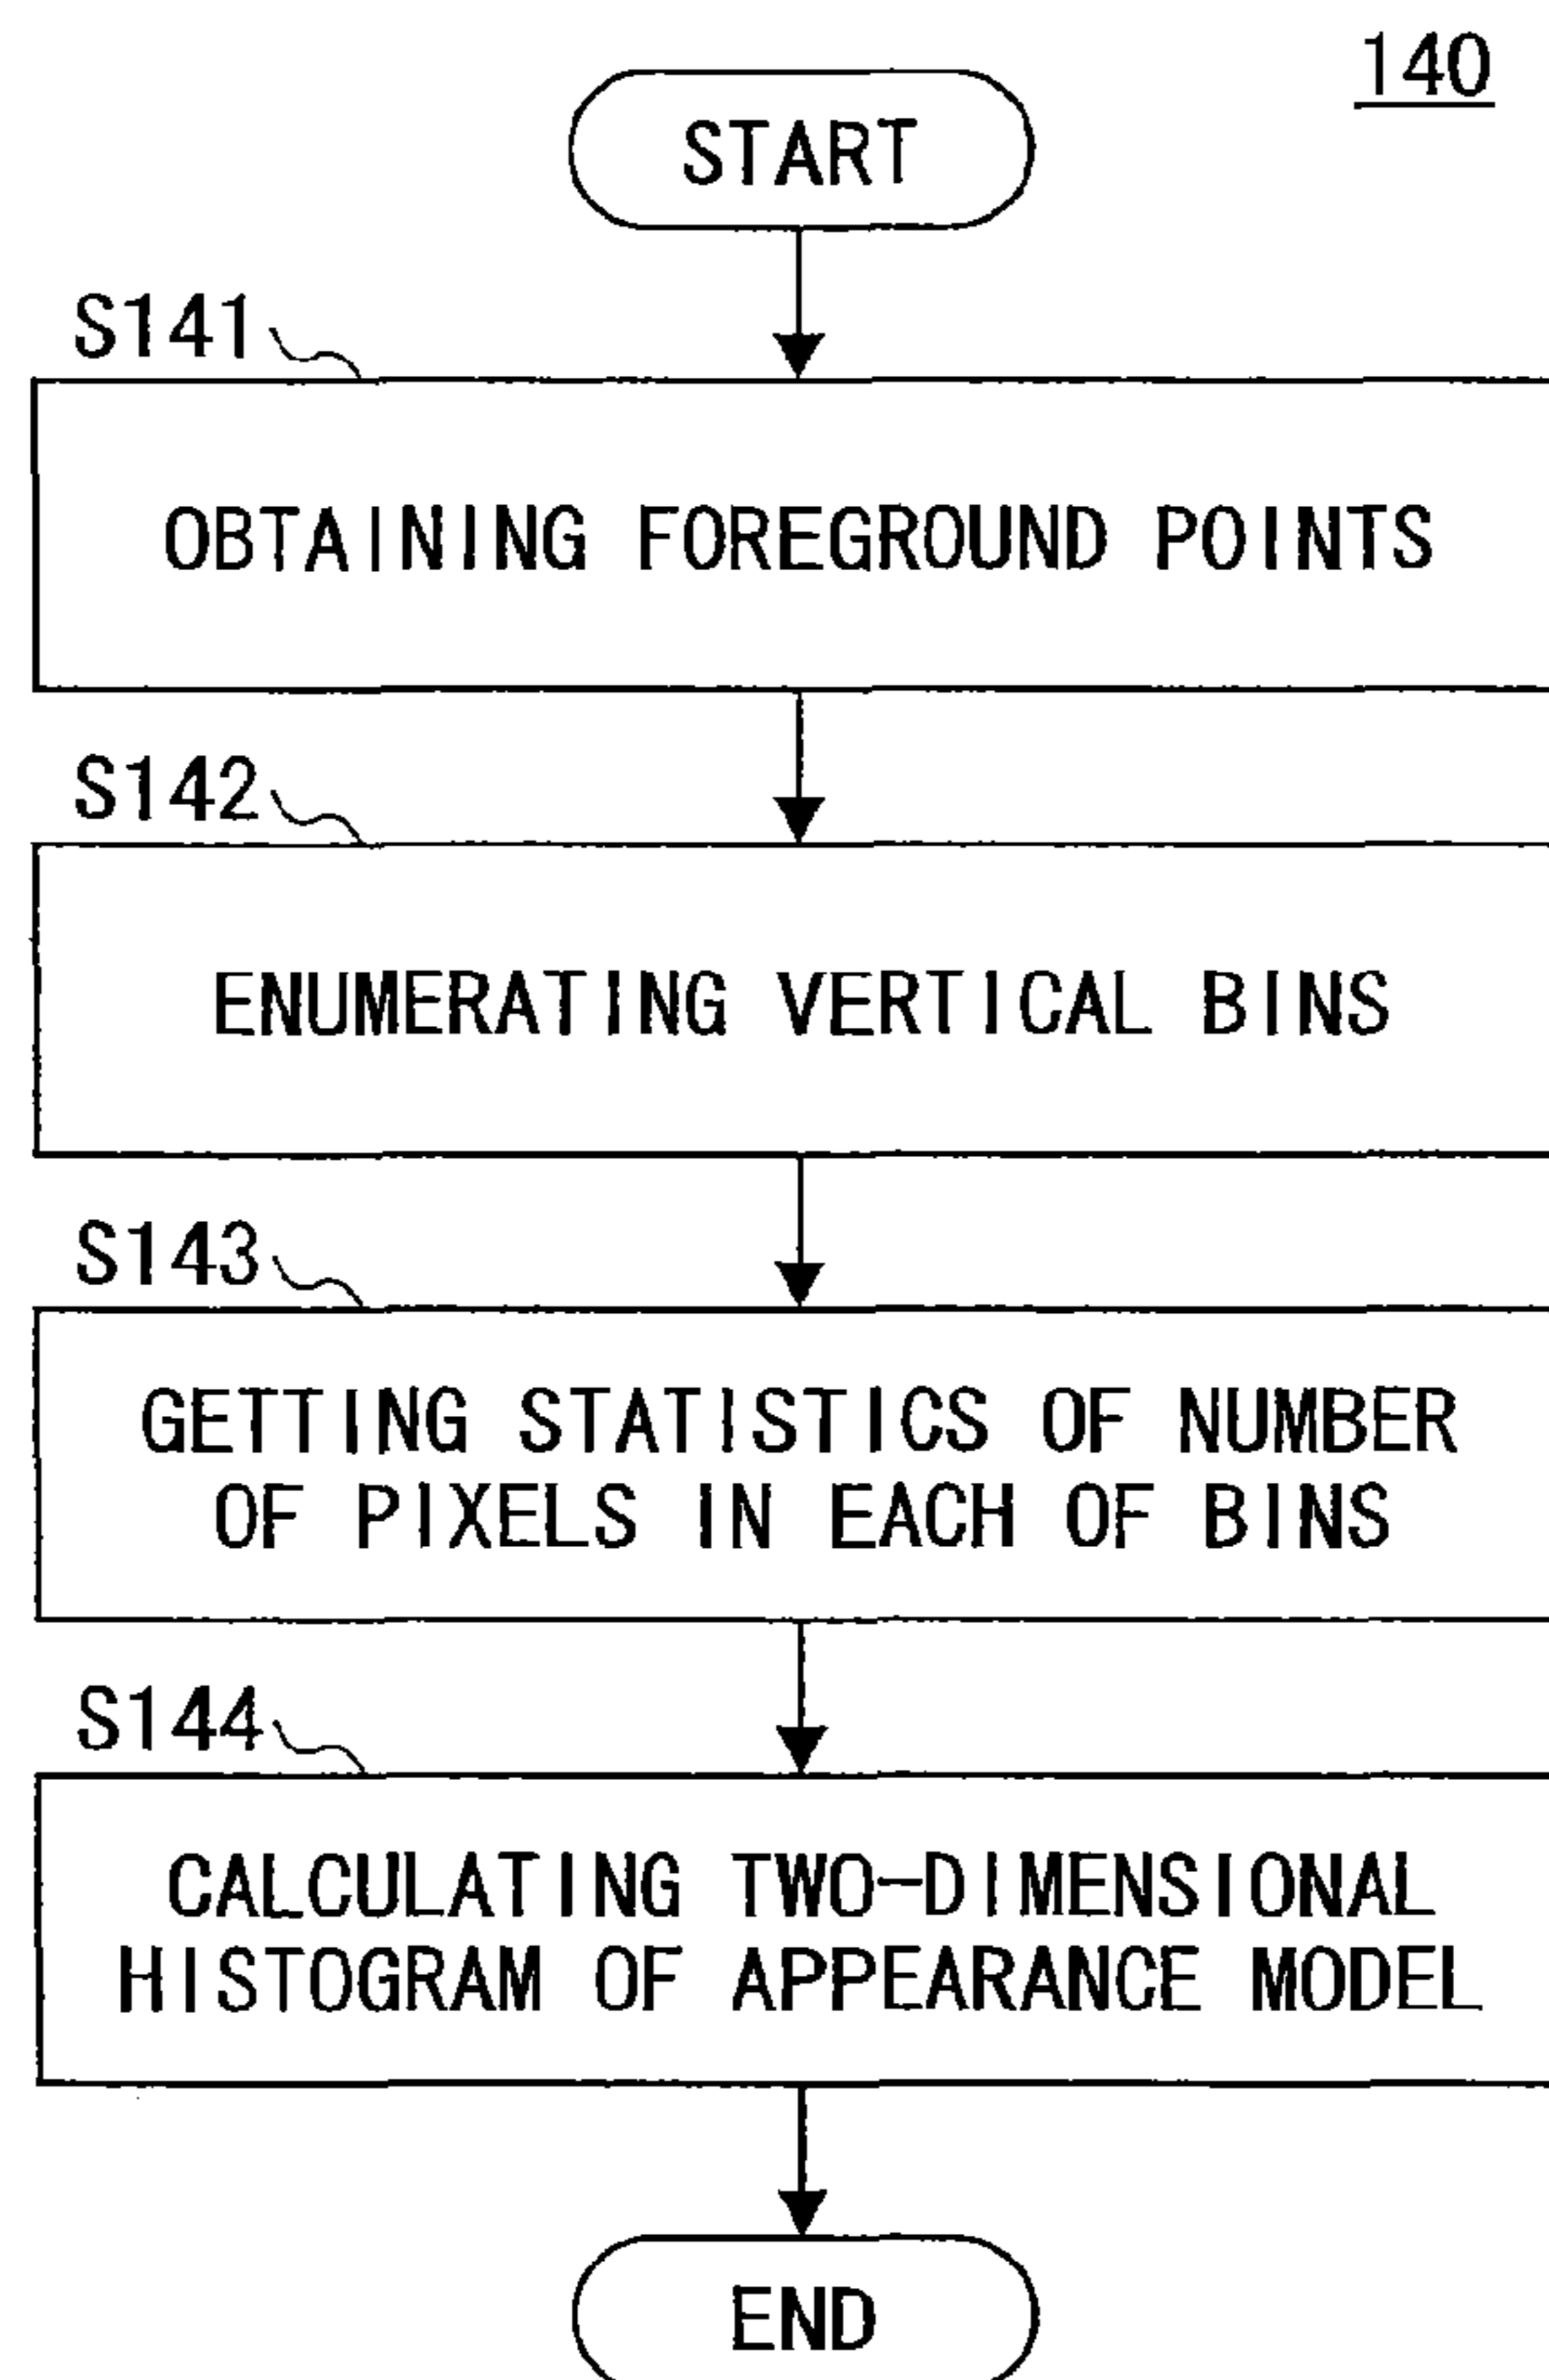 140
START
S141
OBTAINING FOREGROUND POINTS
S142
ENUMERATING VERTICAL BINS
S143
GETTING STATISTICS OF NUMBER
OF PIXELS IN EACH OF BINS
S144
CALCULATING TWO-DIMENSIONAL
HISTOGRAM OF APPEARANCE MODEL
END